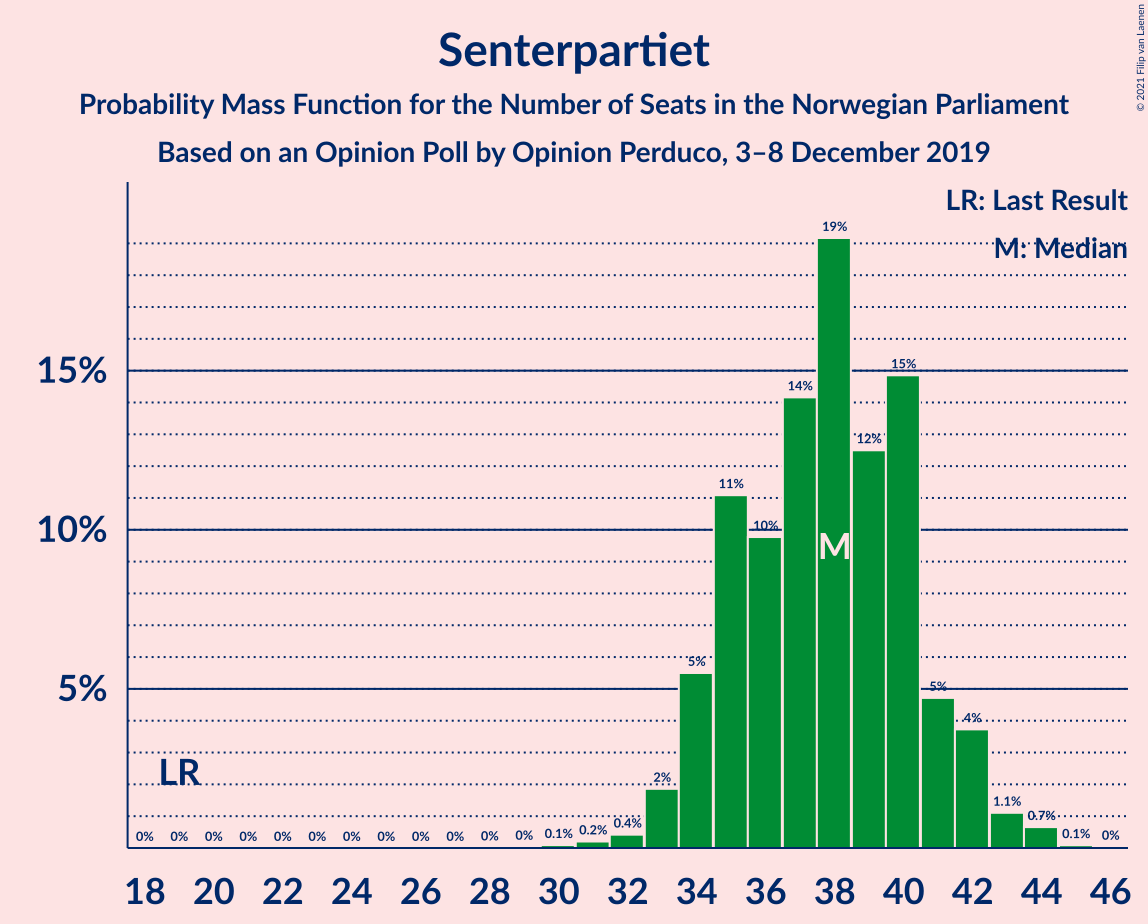 © 2021 Filip van Laenen
Senterpartiet
Probability Mass Function for the Number of Seats in the Norwegian Parliament
Based on an Opinion Poll by Opinion Perduco, 3–8 December 2019
LR: Last Result
M: Median
15%
10%
5%
LR
M
0% 0% 0% 0% 0% 0% 0% 0% 0% 0% 0% 0% 0.1% 0.2% 0.4% 2% 5% 11% 10% 14% 19% 12% 15% 5% 4% 1.1% 0.7% 0.1% 0%
18 20 22 24 26 28 30 32 34 36 38 40 42 44 46